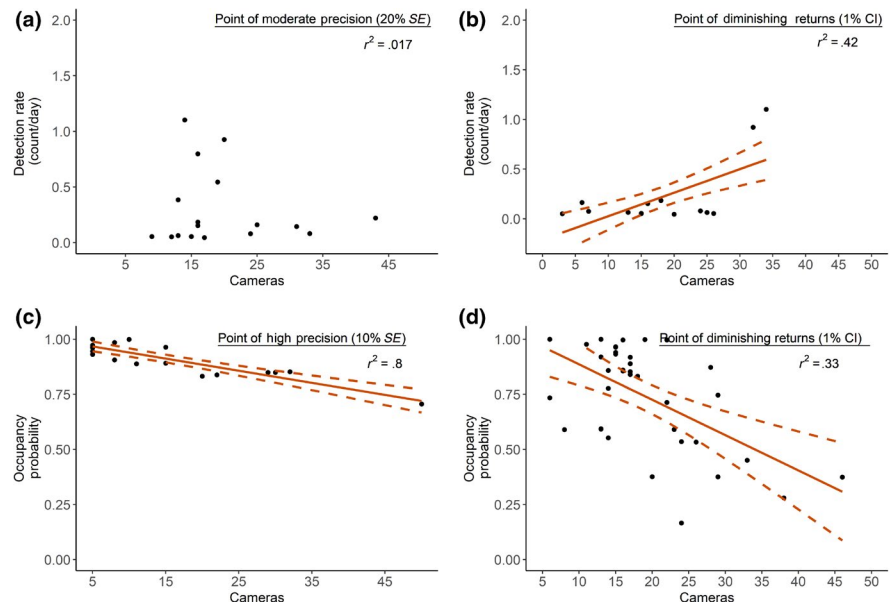 (a)
Point of moderate precision (20% SE)
r² = .017
Detection rate
(count/day)
2.0
1.5
1.0
0.5
0.0
5
15
25
35
45
Cameras
(b)
Point of diminishing returns (1% CI)
r² = .42
Detection rate
(count/day)
2.0
1.5
1.0
0.5
0.0
0
5
10
15
20
25
30
35
40
45
50
Cameras
(c)
Point of high precision (10% SE)
r² = .8
Occupancy
probability
1.00
0.75
0.50
0.25
0.00
5
15
25
35
45
Cameras
(d)
Point of diminishing returns (1% CI)
r² = .33
Occupancy
probability
1.00
0.75
0.50
0.25
0.00
5
10
15
20
25
30
35
40
45
50
Cameras